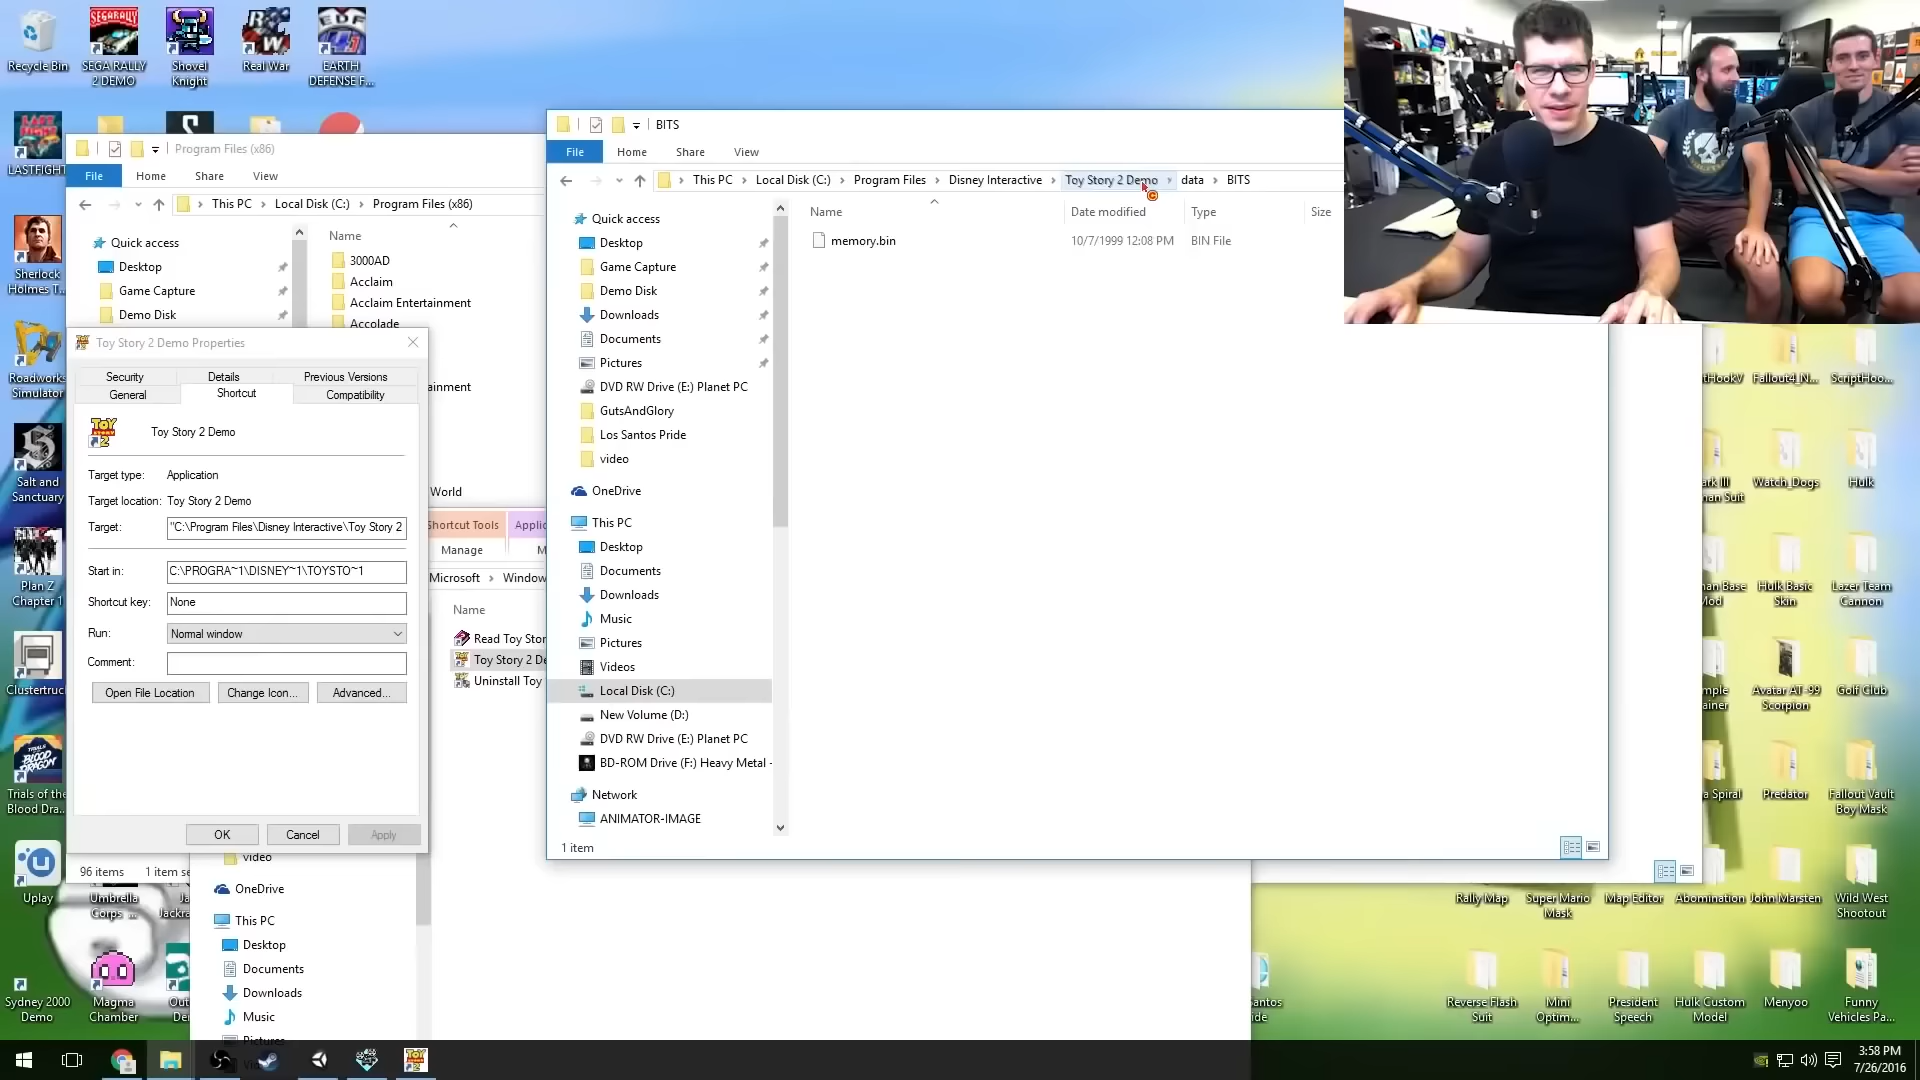 Recycle Bin
SEGA RALLY
2 DEMO
Shovel
Knight
Real War
EARTH
DEFENSE F...
LASTFIGHT
Sherlock
Holmes T...
Roadworks
Simulator
Salt and
Sanctuary
Plan Z
Chapter 1
Clustertruck
Trials of the
Blood Dra...
Uplay
Umbrella
Corps ...
Sydney 2000
Demo
Magma
Chamber
Program Files (x86)
File Home Share View
This PC Local Disk (C:) Program Files (x86)
Quick access
Desktop
Game Capture
Demo Disk
Name
3000AD
Acclaim
Acclaim Entertainment
Accolade
World
96 items
Toy Story 2 Demo Properties
Security Details Previous Versions
General Shortcut Compatibility
TOY STORY 2
Toy Story 2 Demo
Target type: Application
Target location: Toy Story 2 Demo
Target: "C:\Program Files\Disney Interactive\Toy Story 2
Start in: C:\PROGRA~1\DISNEY~1\TOYSTO~1
Shortcut key: None
Run: Normal window
Comment:
Open File Location Change Icon... Advanced...
OK Cancel Apply
Shortcut Tools
Manage
Microsoft
Name
Read Toy
Toy Story 2
Uninstall Toy
video
OneDrive
This PC
Desktop
Documents
Downloads
Music
Pictures
BITS
File Home Share View
This PC Local Disk (C:) Program Files Disney Interactive Toy Story 2 Demo data BITS
Name Date modified Type Size
memory.bin 10/7/1999 12:08 PM BIN File
Quick access
Desktop
Game Capture
Demo Disk
Downloads
Documents
Pictures
DVD RW Drive (E:) Planet PC
GutsAndGlory
Los Santos Pride
video
OneDrive
This PC
Desktop
Documents
Downloads
Music
Pictures
Videos
Local Disk (C:)
New Volume (D:)
DVD RW Drive (E:) Planet PC
BD-ROM Drive (F:) Heavy Metal -
Network
ANIMATOR-IMAGE
1 item
Fallout4_N...
ScriptHoo...
Watch_Dogs
Hulk
Hulk Basic
Skin
Lazer Team
Cannon
Avatar AT-99
Scorpion
Golf Club
Spiral
Predator
Fallout Vault
Boy Mask
Rally Map
Super Mario
Mask
Map Editor
Abomination
John Marsten
Wild West
Shootout
Reverse Flash
Suit
Mini
Optim...
President
Speech
Hulk Custom
Model
Menyoo
Funny
Vehicles Pa...
3:58 PM
7/26/2016